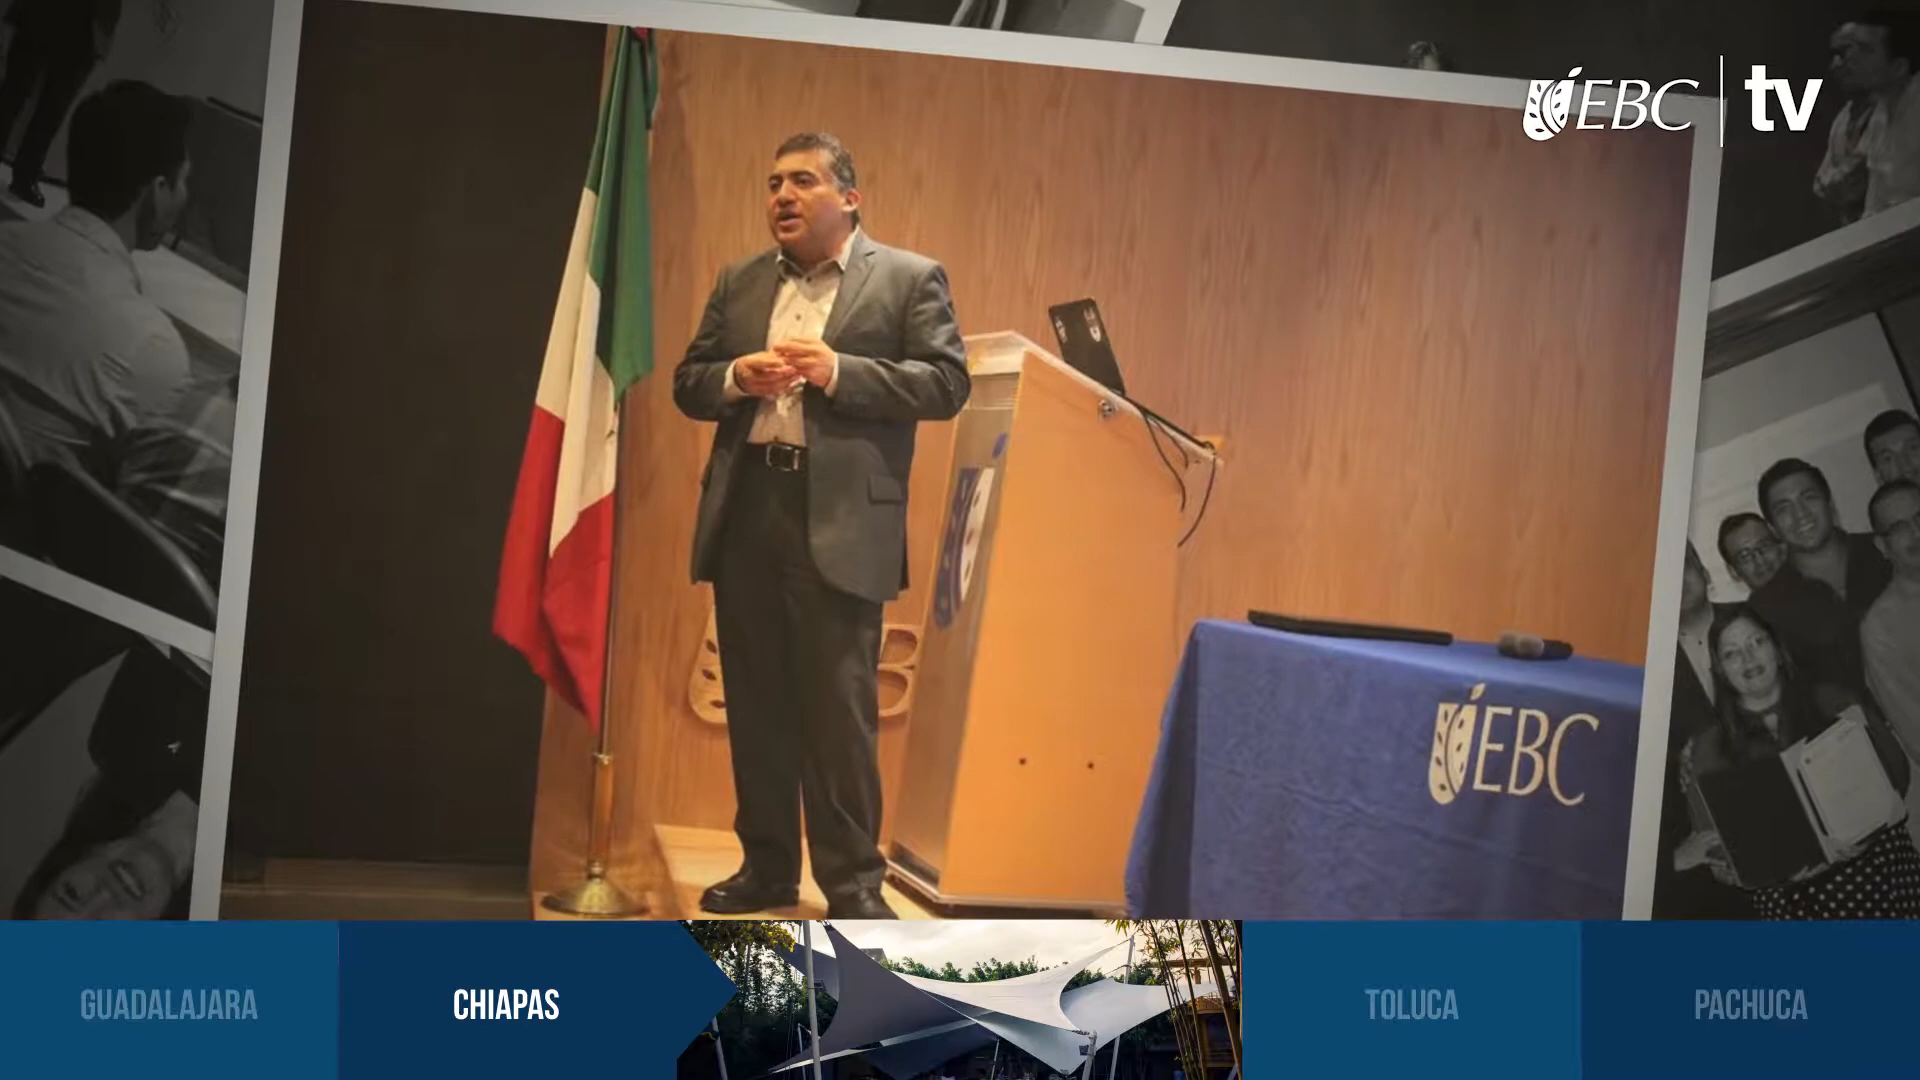 EBC tv
EBC
GUADALAJARA
CHIAPAS
TOLUCA
PACHUCA